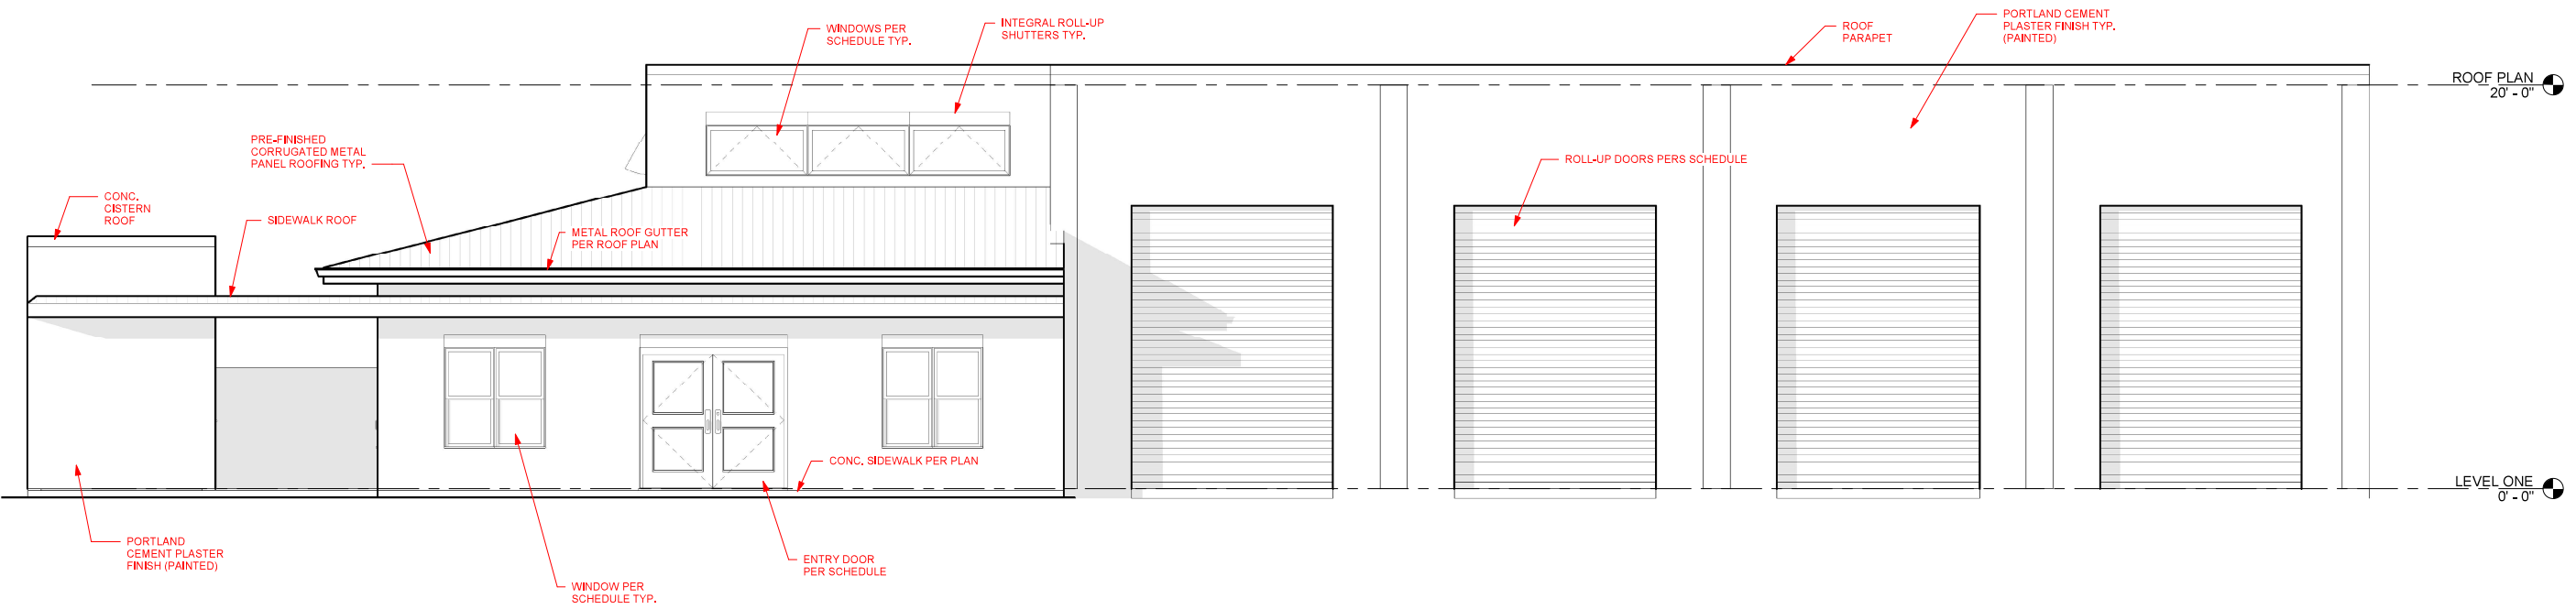 WINDOWS PER
SCHEDULE TYP.
INTEGRAL ROLL-UP
SHUTTERS TYP.
ROOF
PARAPET
PORTLAND CEMENT
PLASTER FINISH TYP.
(PAINTED)
ROOF PLAN
20' - 0"
PRE-FINISHED
CORRUGATED METAL
PANEL ROOFING TYP.
ROLL-UP DOORS PERS SCHEDULE
CONC.
CISTERN
ROOF
SIDEWALK ROOF
METAL ROOF GUTTER
PER ROOF PLAN
CONC. SIDEWALK PER PLAN
LEVEL ONE
0' - 0"
PORTLAND
CEMENT PLASTER
FINISH (PAINTED)
ENTRY DOOR
PER SCHEDULE
WINDOW PER
SCHEDULE TYP.